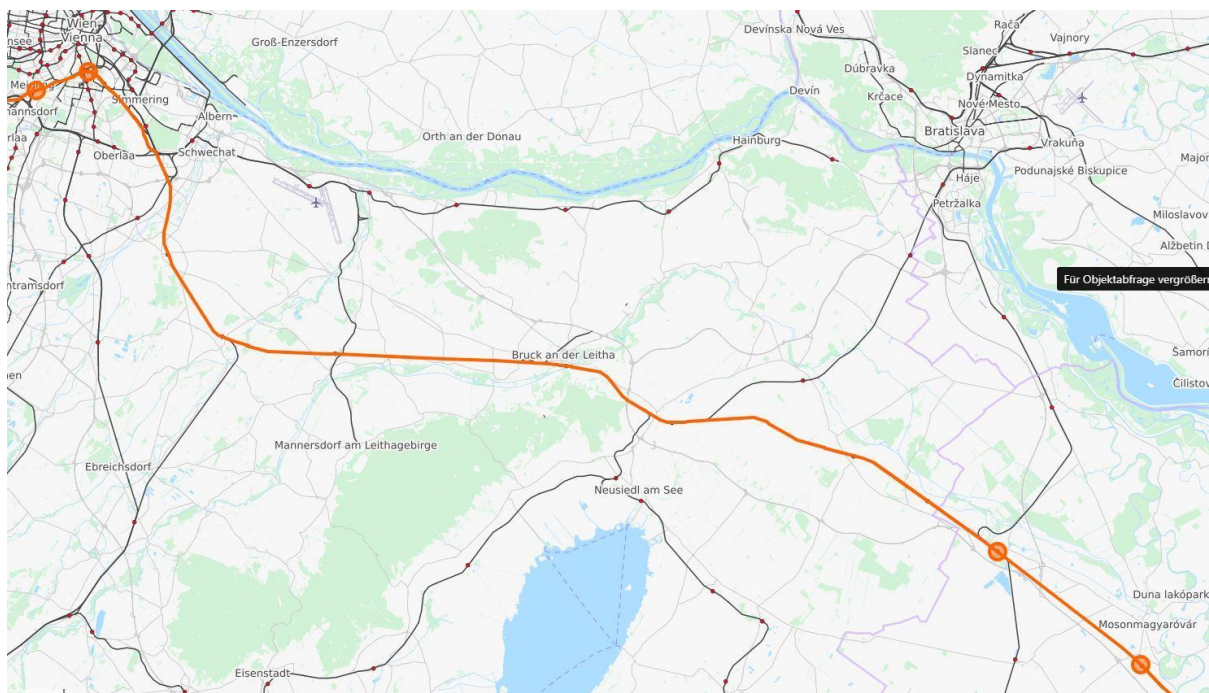 Wien
Vienna
Groß-Enzersdorf
Devínska Nová Ves
Rača
Vajnory
Slanec
Dúbravka
Dynamitka
Krčace
Devín
Nové Mesto
Simmering
Albern
Orth an der Donau
Hainburg
Bratislava
Vrakuňa
Oberlaa
Schwechat
Podunajské Biskupice
Háje
Petržalka
Miloslavov
Für Objektabfrage vergrößern
Bruck an der Leitha
Mannersdorf am Leithagebirge
Ebreichsdorf
Neusiedl am See
Duna lakópark
Mosonmagyaróvár
Eisenstadt